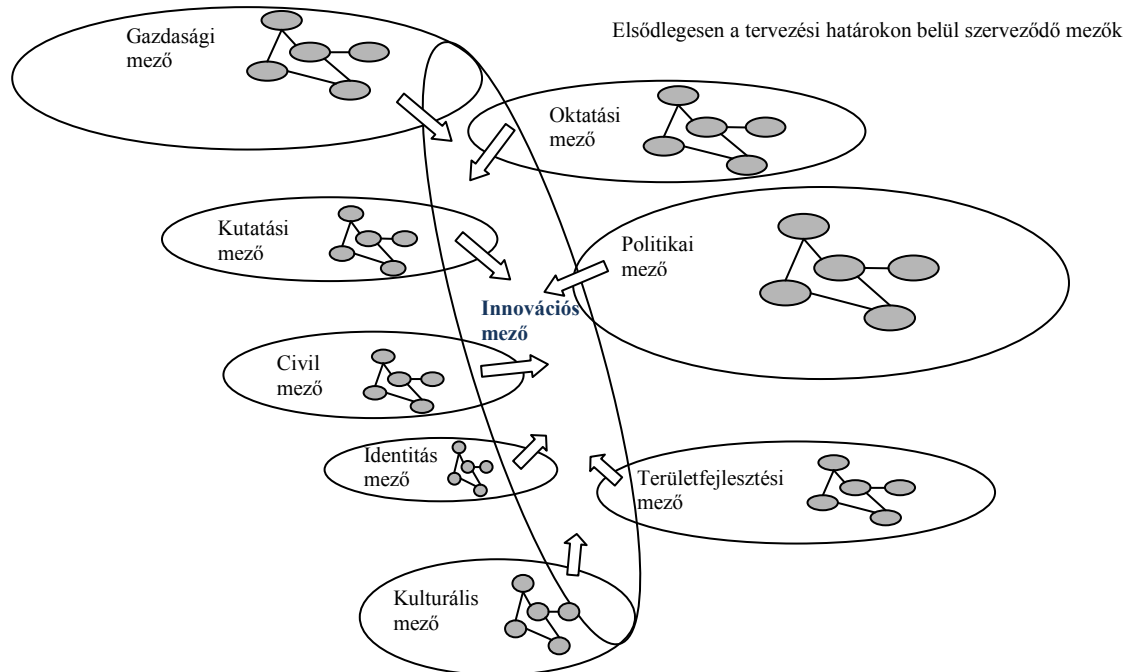 Elsődlegesen a tervezési határokon belül szerveződő mezők
Gazdasági
mező
Oktatási
mező
Kutatási
mező
Politikai
mező
Innovációs
mező
Civil
mező
Identitás
mező
Területfejlesztési
mező
Kulturális
mező